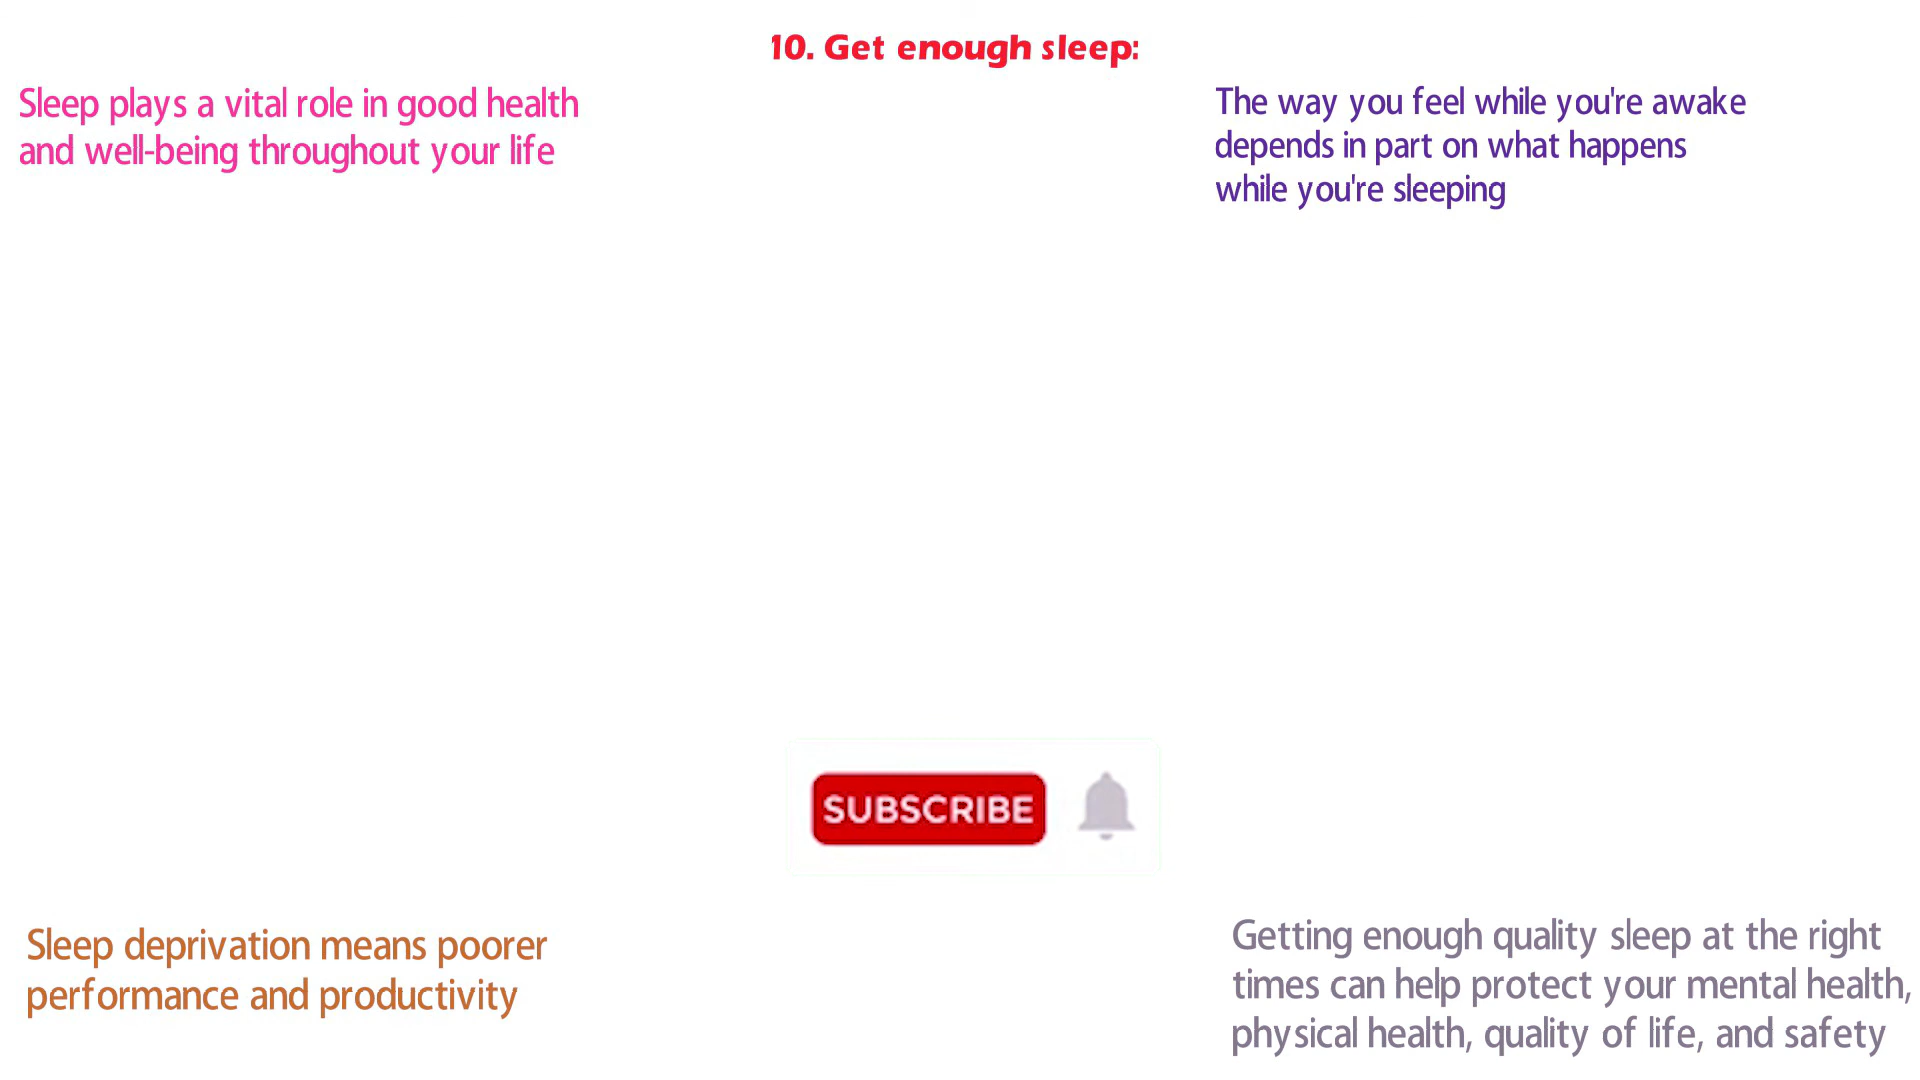 10. Get enough sleep:
Sleep plays a vital role in good health
and well-being throughout your life
The way you feel while you're awake
depends in part on what happens
while you're sleeping
SUBSCRIBE
Sleep deprivation means poorer
performance and productivity
Getting enough quality sleep at the right
times can help protect your mental health,
physical health, quality of life, and safety